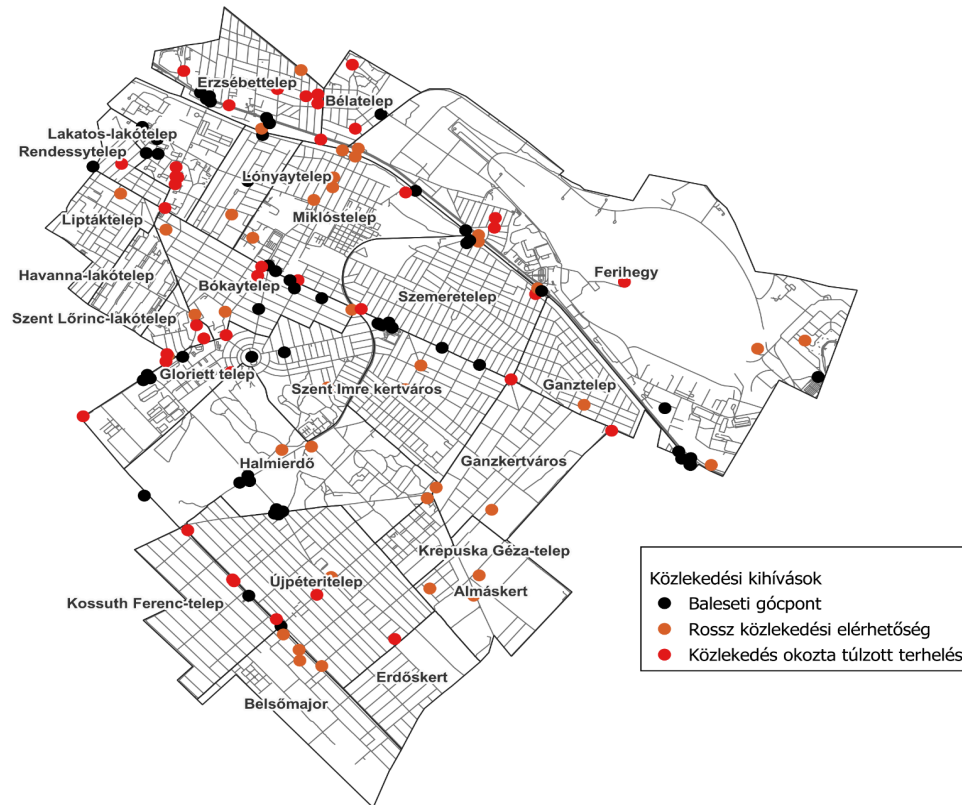 Erzsébettelep
Bélatelep
Lakatos-lakótelep
Rendessytelep
Lónyaytelep
Liptáktelep
Miklóstelep
Havanna-lakótelep
Bókaytelep
Szemeretelep
Ferihegy
Szent Lőrinc-lakótelep
Gloriett telep
Szent Imre kertváros
Ganztelep
Halmierdő
Ganzkertváros
Krepuska Géza-telep
Almáskert
Újpéteritelep
Kossuth Ferenc-telep
Erdőskert
Belsőmajor
Közlekedési kihívások
Baleseti gócpont
Rossz közlekedési elérhetőség
Közlekedés okozta túlzott terhelés